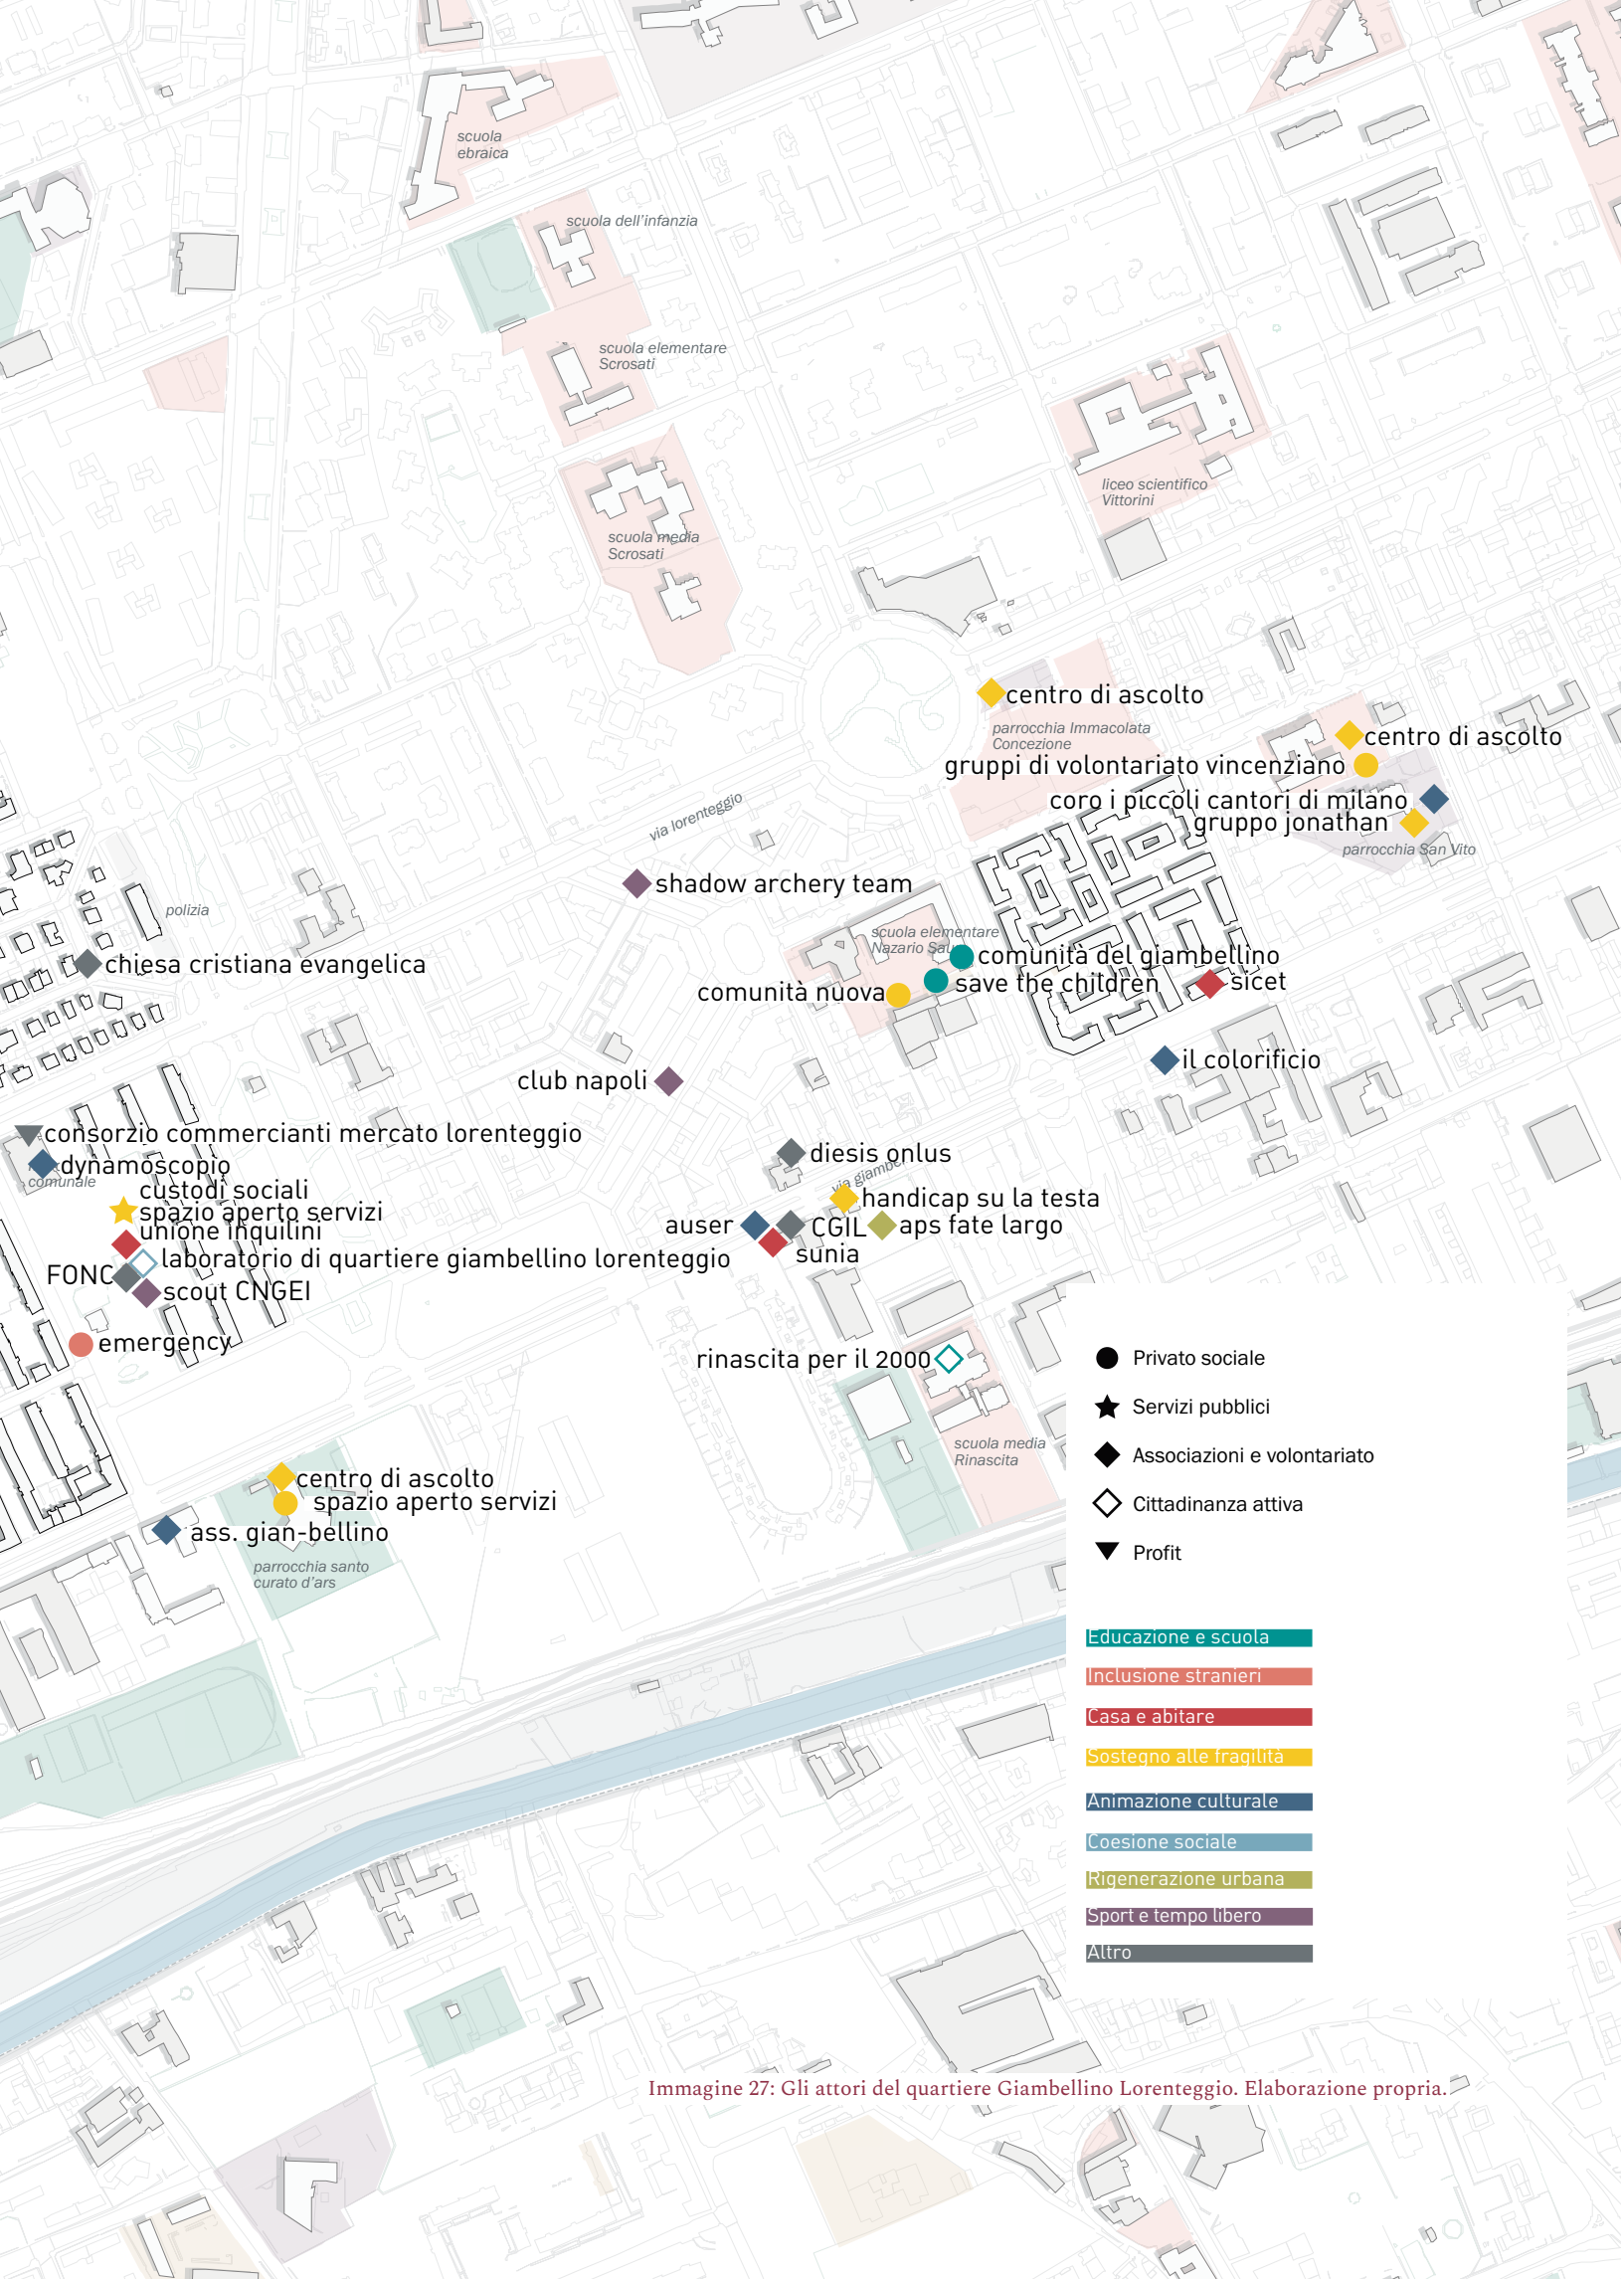 scuola
ebraica
scuola dell'infanzia
scuola elementare
Scrosati
liceo scientifico
Vittorini
scuola media
Scrosati
centro di ascolto
parrocchia Immacolata
Concezione
centro di ascolto
gruppi di volontariato vincenziano
coro i piccoli cantori di milano
gruppo jonathan
parrocchia San Vito
via lorenteggio
shadow archery team
polizia
scuola elementare
Nazario
chiesa cristiana evangelica
comunità del giambellino
save the children
sicet
comunità nuova
il colorificio
club napoli
consorzio commercianti mercato lorenteggio
dynamoscopio
comunale
diesis onlus
via
custodi sociali
spazio aperto servizi
unione inquilini
handicap su la testa
auser
CGIL
aps fate largo
sunia
laboratorio di quartiere giambellino lorenteggio
FONC
scout CNGEI
emergency
rinascita per il 2000
scuola media
Rinascita
centro di ascolto
spazio aperto servizi
ass. gian-bellino
parrocchia santo
curato d'ars
Privato sociale
Servizi pubblici
Associazioni e volontariato
Cittadinanza attiva
Profit
Educazione e scuola
Inclusione stranieri
Casa e abitare
Sostegno alle fragilità
Animazione culturale
Coesione sociale
Rigenerazione urbana
Sport e tempo libero
Altro
Immagine 27: Gli attori del quartiere Giambellino Lorenteggio. Elaborazione propria.